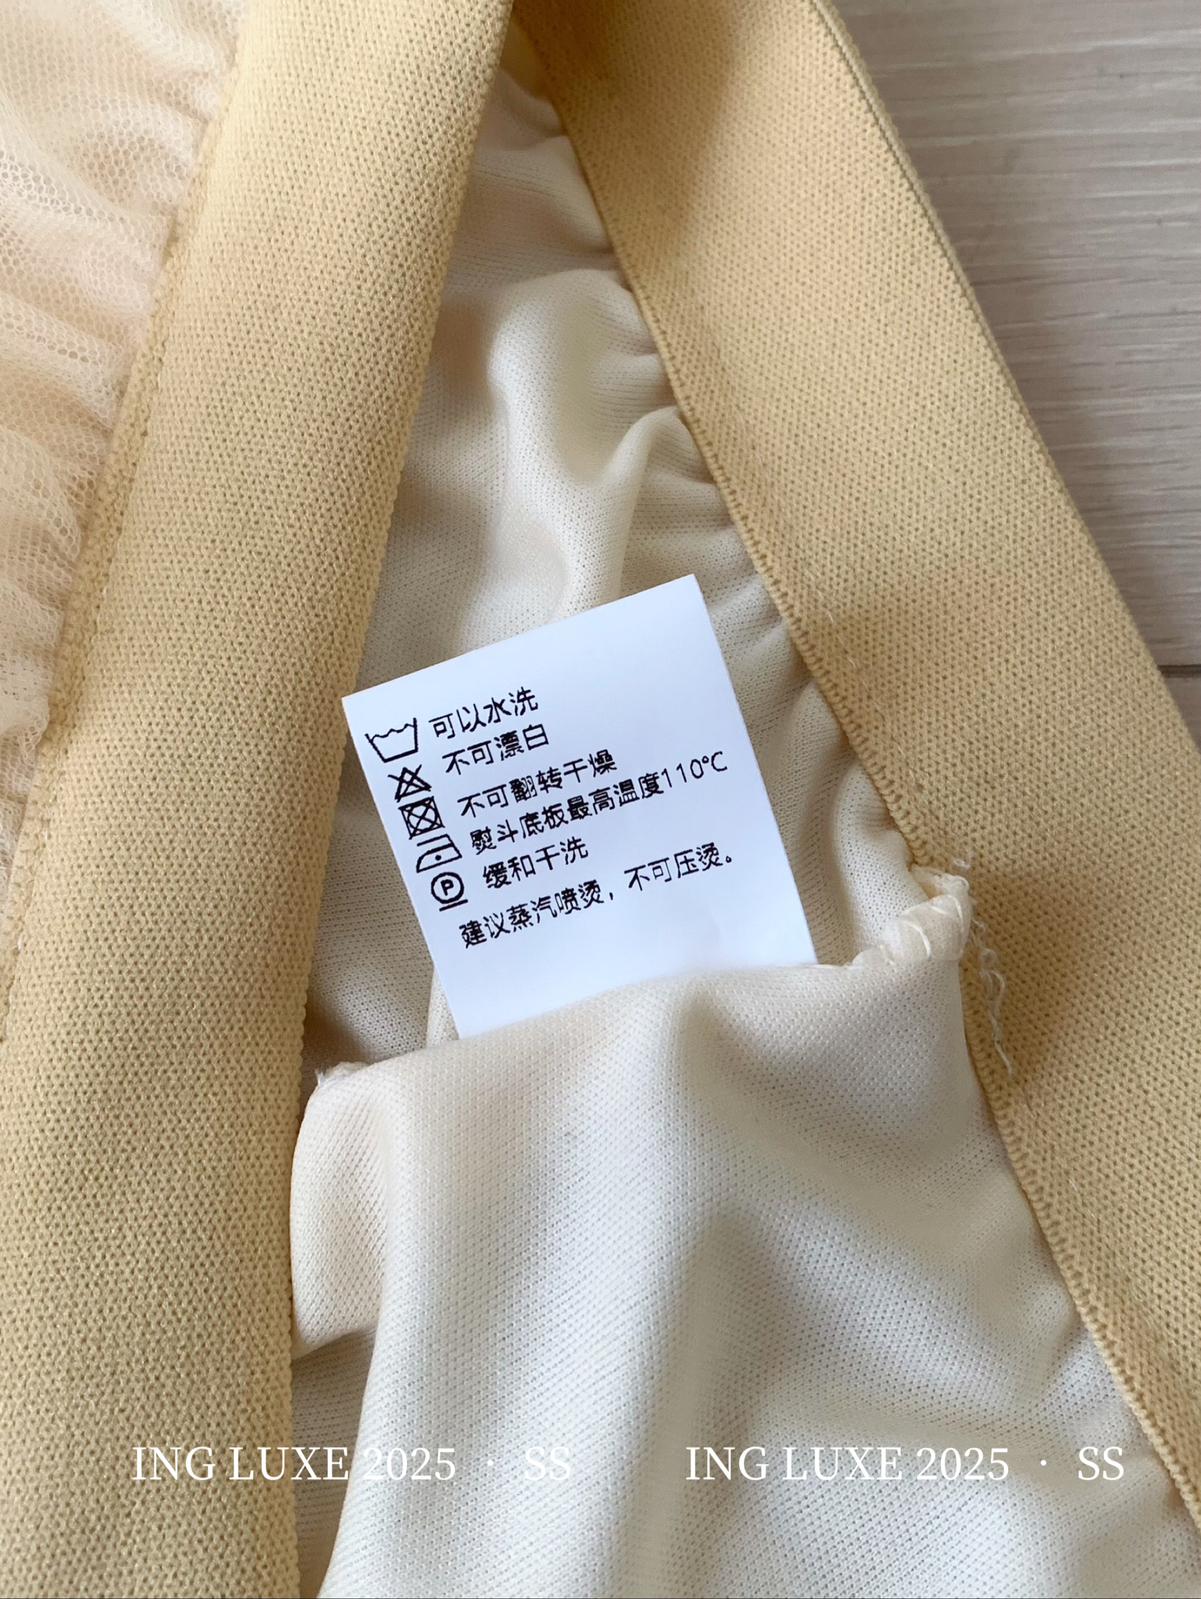 可以水洗
不可漂白
不可翻转干燥
熨斗底板最高温度110℃
P 缓和干洗
建议蒸汽喷烫，不可压烫。
ING LUXE 2025 · SS ING LUXE 2025 · SS